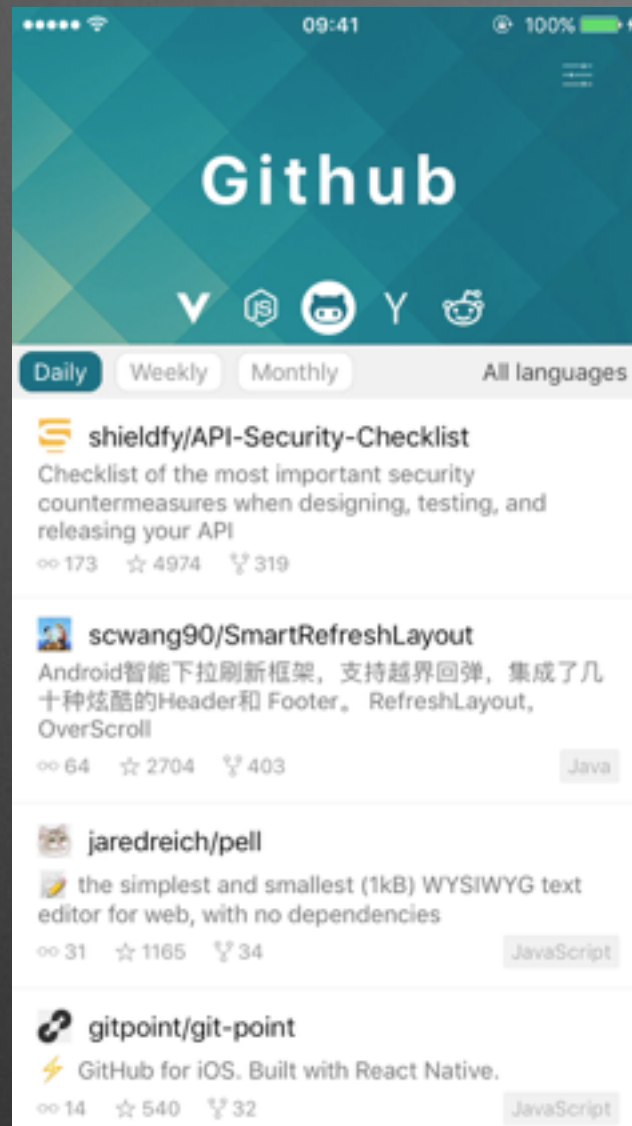 09:41
100%
Github
JS
Daily Weekly Monthly All languages
shieldfy/API-Security-Checklist
Checklist of the most important security
countermeasures when designing, testing, and
releasing your API
173 4974 319
scwang90/SmartRefreshLayout
Android智能下拉刷新框架，支持越界回弹，集成了几
十种炫酷的Header和 Footer。 RefreshLayout,
OverScroll
64 2704 403 Java
jaredreich/pell
the simplest and smallest (1kB) WYSIWYG text
editor for web, with no dependencies
31 1165 34 JavaScript
gitpoint/git-point
⚡ GitHub for iOS. Built with React Native.
14 540 32 JavaScript